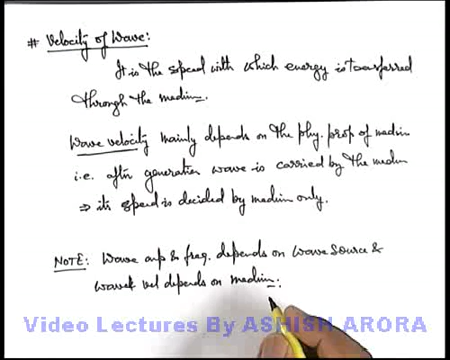 # Velocity of Wave:
It is the speed with which energy is transferred
through the medium.
Wave velocity mainly depends on the phy. prop of medium
i.e. after generation wave is carried by the medium
⇒ its speed is decided by medium only.
NOTE: Wave amp & freq. depends on wave source &
vel depends on medium.
Video Lectures By ASHISH ARORA